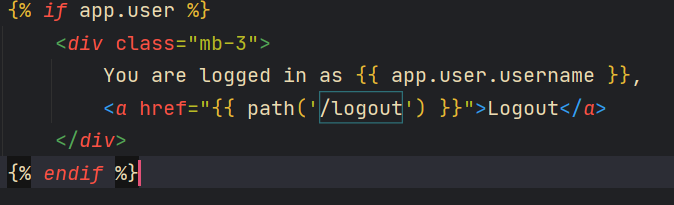 {% if app.user %}
<div class="mb-3">
You are logged in as {{ app.user.username }},
<a href="{{ path('/logout') }}">Logout</a>
</div>
{% endif %}